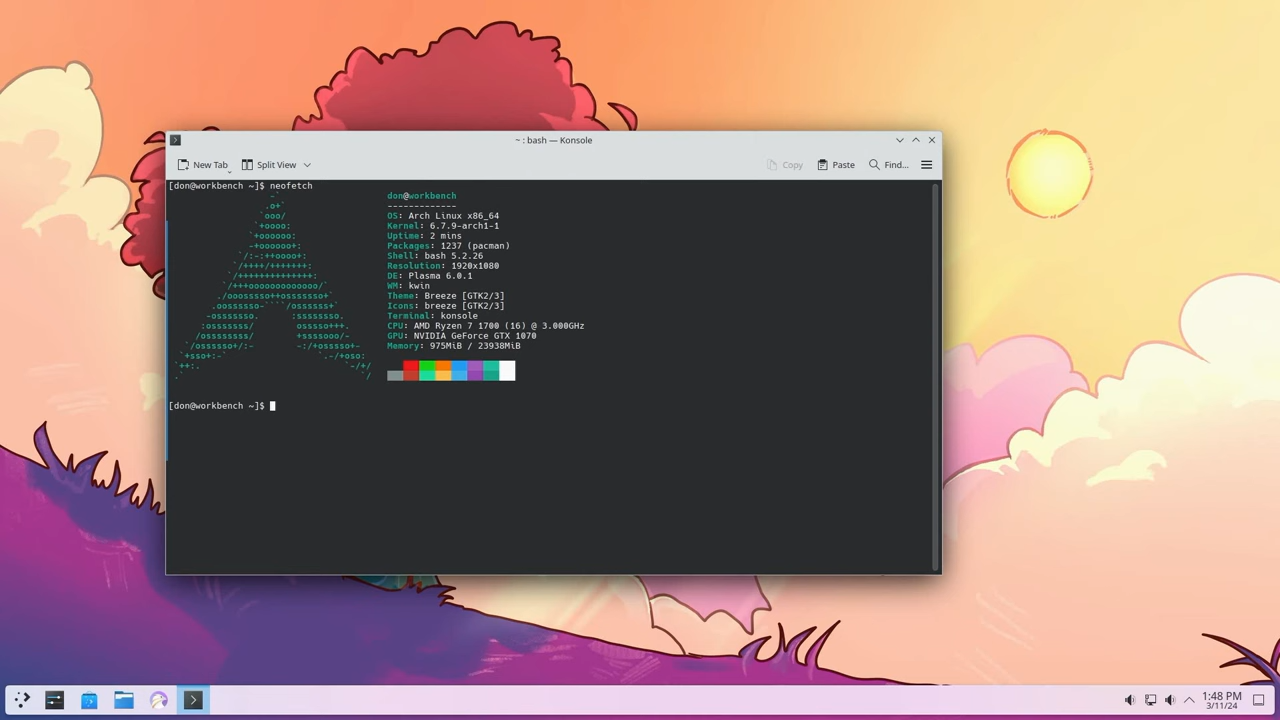 ~ : bash — Konsole
New Tab Split View Copy Paste Find...
[don@workbench ~]$ neofetch
don@workbench
-------------
OS: Arch Linux x86_64
Kernel: 6.7.9-arch1-1
Uptime: 2 mins
Packages: 1237 (pacman)
Shell: bash 5.2.26
Resolution: 1920x1080
DE: Plasma 6.0.1
WM: kwin
Theme: Breeze [GTK2/3]
Icons: breeze [GTK2/3]
Terminal: konsole
CPU: AMD Ryzen 7 1700 (16) @ 3.000GHz
GPU: NVIDIA GeForce GTX 1070
Memory: 975MiB / 23938MiB
[don@workbench ~]$
1:48 PM
3/11/24